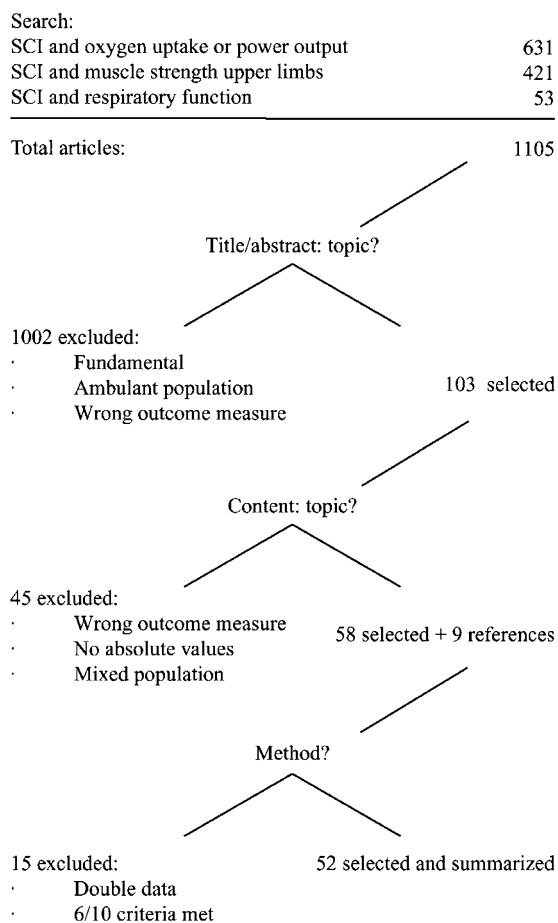 Search:
SCI and oxygen uptake or power output 631
SCI and muscle strength upper limbs 421
SCI and respiratory function 53
Total articles: 1105
Title/abstract: topic?
1002 excluded:
· Fundamental
· Ambulant population
· Wrong outcome measure
103 selected
Content: topic?
45 excluded:
· Wrong outcome measure
· No absolute values
· Mixed population
58 selected + 9 references
Method?
15 excluded:
· Double data
· 6/10 criteria met
52 selected and summarized